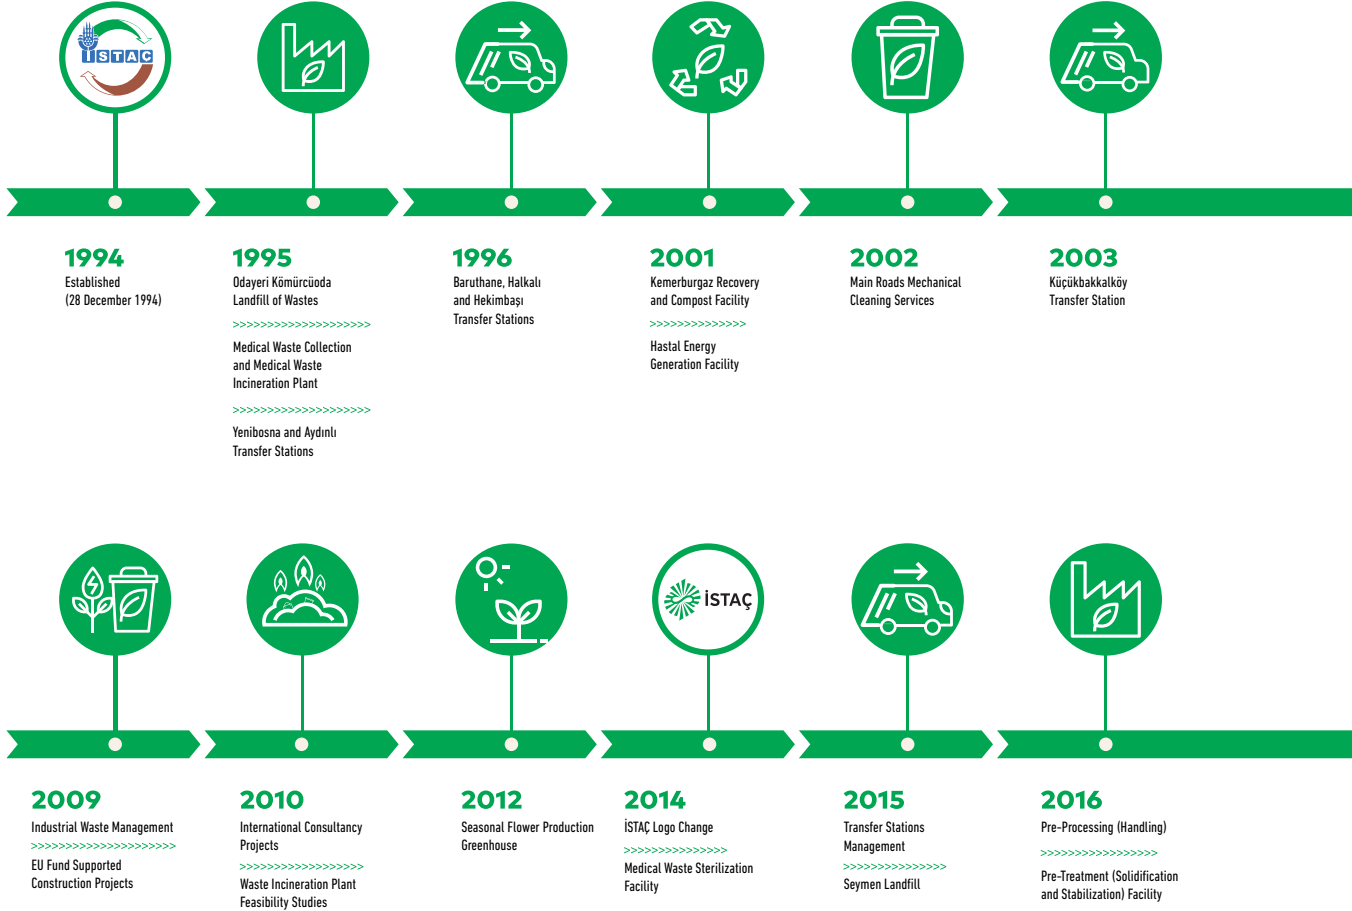 İSTAÇ
1994
Established
(28 December 1994)
1995
Odayeri Kömürcüoda
Landfill of Wastes
>>>>>>>>>>>>>>>>>>>>
Medical Waste Collection
and Medical Waste
Incineration Plant
>>>>>>>>>>>>>>>>>>>>
Yenibosna and Aydınlı
Transfer Stations
1996
Baruthane, Halkalı
and Hekimbaşı
Transfer Stations
2001
Kemerburgaz Recovery
and Compost Facility
>>>>>>>>>>>>>>
Hastal Energy
Generation Facility
2002
Main Roads Mechanical
Cleaning Services
2003
Küçükbakkalköy
Transfer Station
2009
Industrial Waste Management
>>>>>>>>>>>>>>>>>>>>>
EU Fund Supported
Construction Projects
2010
International Consultancy
Projects
>>>>>>>>>>>>>>>>>>
Waste Incineration Plant
Feasibility Studies
2012
Seasonal Flower Production
Greenhouse
İSTAÇ
2014
İSTAÇ Logo Change
>>>>>>>>>>>>>>>
Medical Waste Sterilization
Facility
2015
Transfer Stations
Management
>>>>>>>>>>>>>>>
Seymen Landfill
2016
Pre-Processing (Handling)
>>>>>>>>>>>>>>>>>
Pre-Treatment (Solidification
and Stabilization) Facility